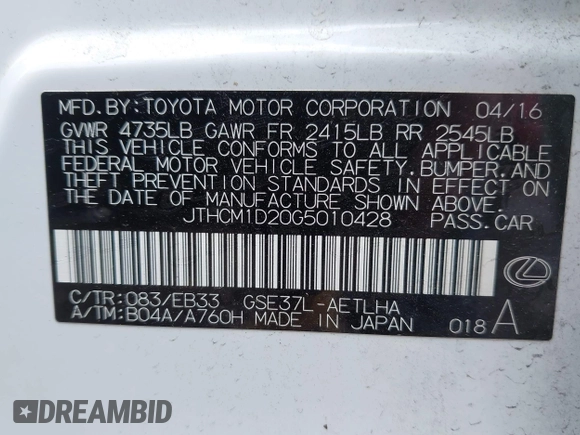 MFD.BY:TOYOTA MOTOR CORPORATION 04/16
GVWR 4735LB GAWR FR 2415LB RR 2545LB
THIS VEHICLE CONFORMS TO ALL APPLICABLE
FEDERAL MOTOR VEHICLE SAFETY,BUMPER,AND
THEFT PREVENTION STANDARDS IN EFFECT ON
THE DATE OF MANUFACTURE SHOWN ABOVE.
JTHCM1D20G5010428 PASS.CAR
C/TR:083/EB33 GSE37L-AETLHA
A/TM:B04A/A760H MADE IN JAPAN 018 A
DREAMBID